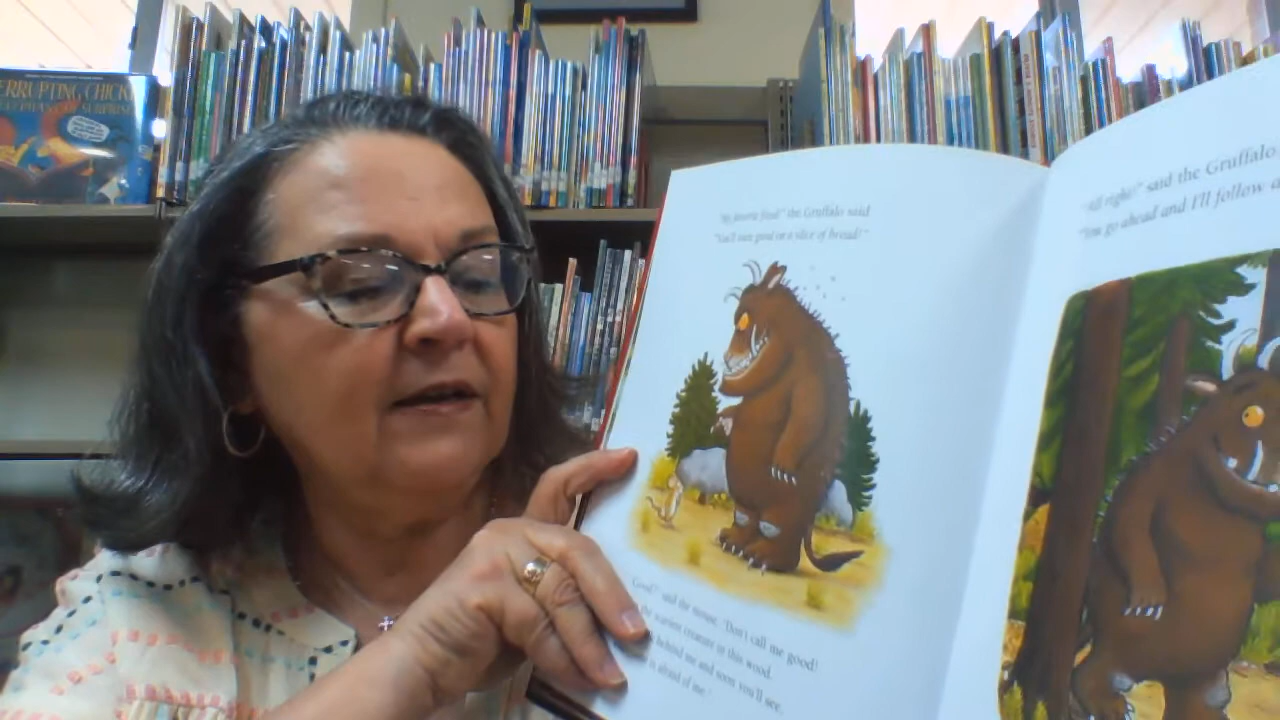 ERRUPTING CHICK
SURPRIS
"My favorite food!" the Gruffalo said
"You'll taste good on a slice of bread!"
Good?" said the mouse. "Don't call me good!
the scariest creature in this wood.
behind me and soon you'll see,
is afraid of me."
"All right!" said the Gruffalo
"You go ahead and I'll follow a